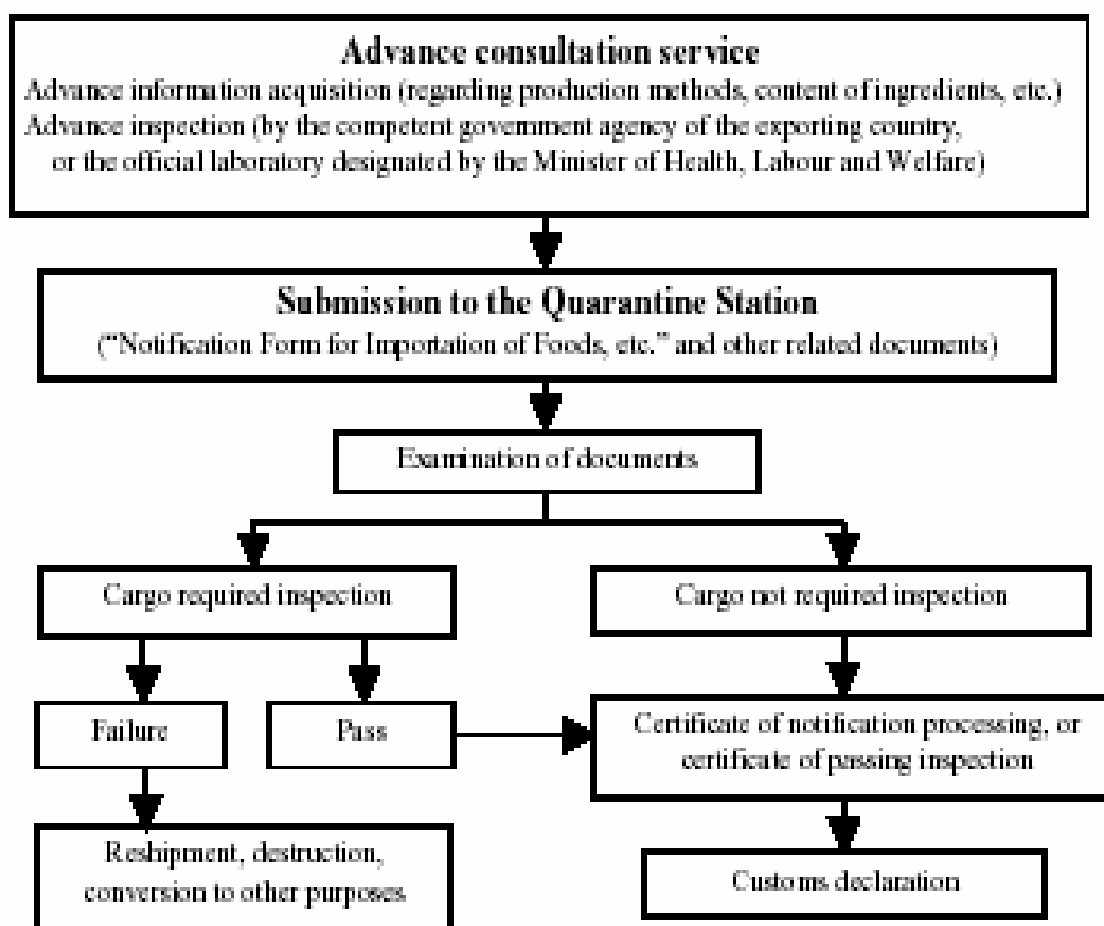 Advance consultation service
Advance information acquisition (regarding production methods, content of ingredients, etc.)
Advance inspection (by the competent government agency of the exporting country,
or the official laboratory designated by the Minister of Health, Labour and Welfare)
Submission to the Quarantine Station
(“Notification Form for Importation of Foods, etc.” and other related documents)
Examination of documents
Cargo required inspection
Cargo not required inspection
Failure
Pass
Certificate of notification processing, or
certificate of passing inspection
Reshipment, destruction,
conversion to other purposes
Customs declaration